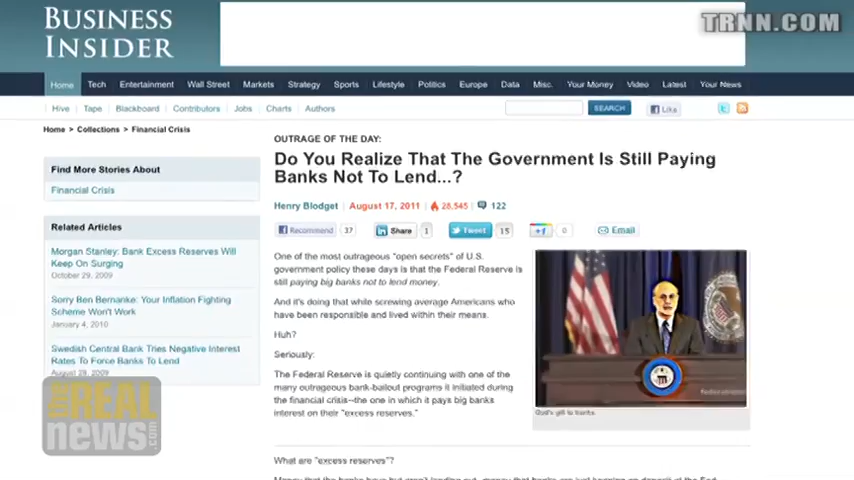 BUSINESS
INSIDER
TRNN.COM
Home Tech Entertainment Wall Street Markets Strategy Sports Lifestyle Politics Europe Data Misc. Your Money Video Latest Your News
Hive Tape Blackboard Contributors Jobs Charts Authors SEARCH Like
Home > Collections > Financial Crisis
Find More Stories About
Financial Crisis
Related Articles
Morgan Stanley: Bank Excess Reserves Will
Keep On Surging
October 29, 2009
Sorry Ben Bernanke: Your Inflation Fighting
Scheme Won't Work
January 4, 2010
Swedish Central Bank Tries Negative Interest
Rates To Force Banks To Lend
August 28, 2009
the REAL
news.com
OUTRAGE OF THE DAY:
Do You Realize That The Government Is Still Paying
Banks Not To Lend...?
Henry Blodget | August 17, 2011 | 28,545 | 122
Recommend 37 Share 1 Tweet 15 +1 0 Email
One of the most outrageous "open secrets" of U.S.
government policy these days is that the Federal Reserve is
still paying big banks not to lend money.
And it's doing that while screwing average Americans who
have been responsible and lived within their means.
Huh?
Seriously:
The Federal Reserve is quietly continuing with one of the
many outrageous bank-bailout programs it initiated during
the financial crisis--the one in which it pays big banks
interest on their "excess reserves."
What are "excess reserves"?